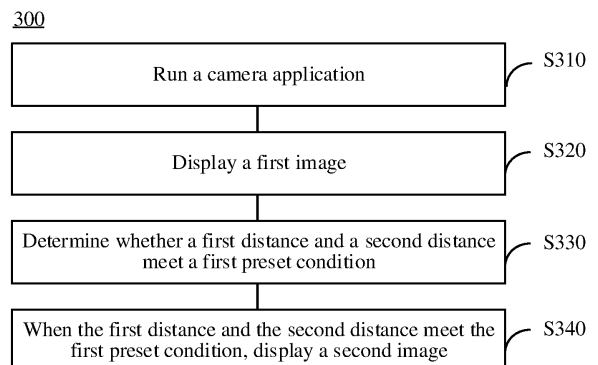 300
Run a camera application
S310
Display a first image
S320
Determine whether a first distance and a second distance
meet a first preset condition
S330
When the first distance and the second distance meet the
first preset condition, display a second image
S340